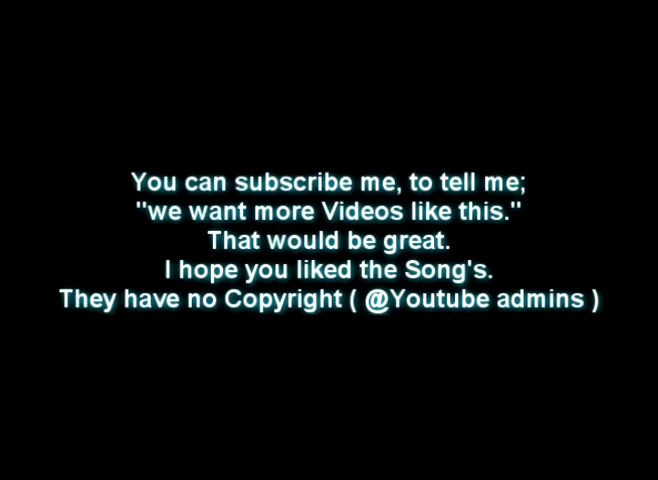 You can subscribe me, to tell me;
"we want more Videos like this."
That would be great.
I hope you liked the Song's.
They have no Copyright ( @Youtube admins )